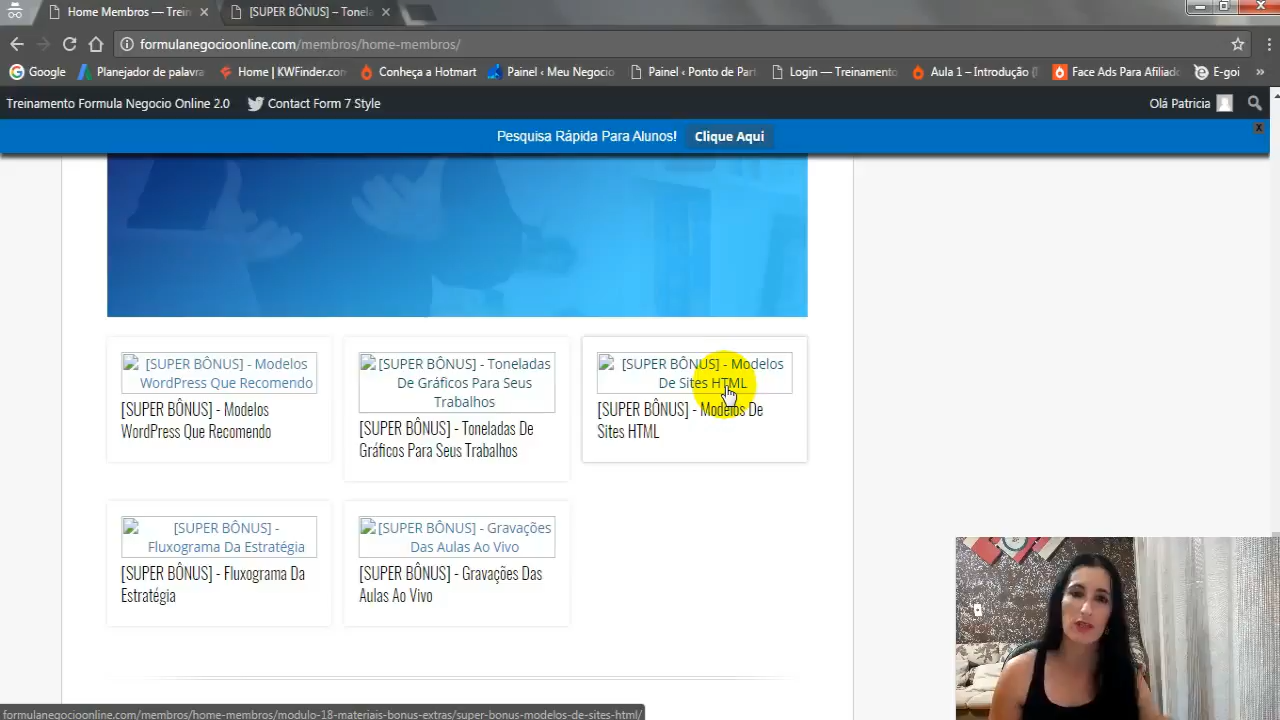 Home Membros — Trein
[SUPER BÔNUS] – Tonela
formulanegocioonline.com/membros/home-membros/
Google
Planejador de palavra
Home | KWFinder.com
Conheça a Hotmart
Painel ‹ Meu Negocio
Painel ‹ Ponto de Part
Login — Treinamento
Aula 1 – Introdução (
Face Ads Para Afiliado
E-goi
»
Treinamento Formula Negocio Online 2.0
Contact Form 7 Style
Olá Patricia
Pesquisa Rápida Para Alunos!
Clique Aqui
X
[SUPER BÔNUS] - Modelos
WordPress Que Recomendo
[SUPER BÔNUS] - Modelos
WordPress Que Recomendo
[SUPER BÔNUS] - Toneladas
De Gráficos Para Seus
Trabalhos
[SUPER BÔNUS] - Toneladas De
Gráficos Para Seus Trabalhos
[SUPER BÔNUS] - Modelos
De Sites HTML
[SUPER BÔNUS] - Modelos De
Sites HTML
[SUPER BÔNUS] -
Fluxograma Da Estratégia
[SUPER BÔNUS] - Fluxograma Da
Estratégia
[SUPER BÔNUS] - Gravações
Das Aulas Ao Vivo
[SUPER BÔNUS] - Gravações Das
Aulas Ao Vivo
formulanegocioonline.com/membros/home-membros/modulo-18-materiais-bonus-extras/super-bonus-modelos-de-sites-html/